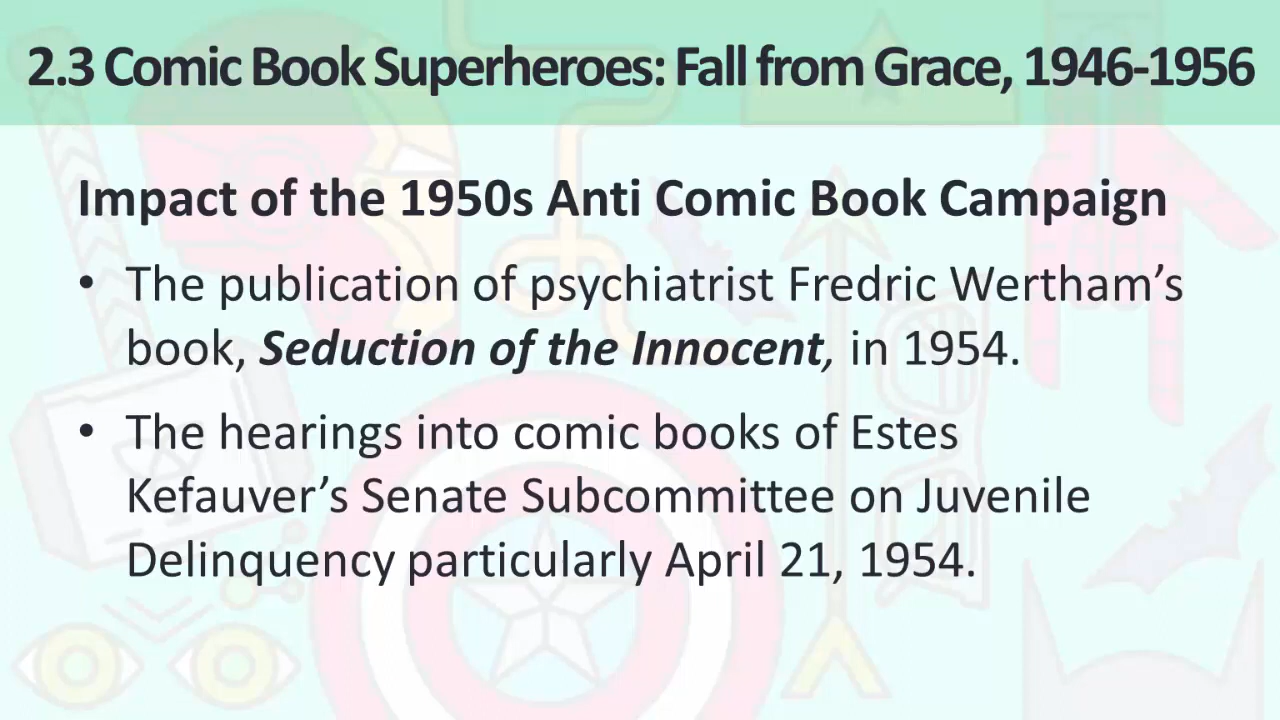 2.3 Comic Book Superheroes: Fall from Grace, 1946-1956
Impact of the 1950s Anti Comic Book Campaign
• The publication of psychiatrist Fredric Wertham’s
book, Seduction of the Innocent, in 1954.
• The hearings into comic books of Estes
Kefauver’s Senate Subcommittee on Juvenile
Delinquency particularly April 21, 1954.